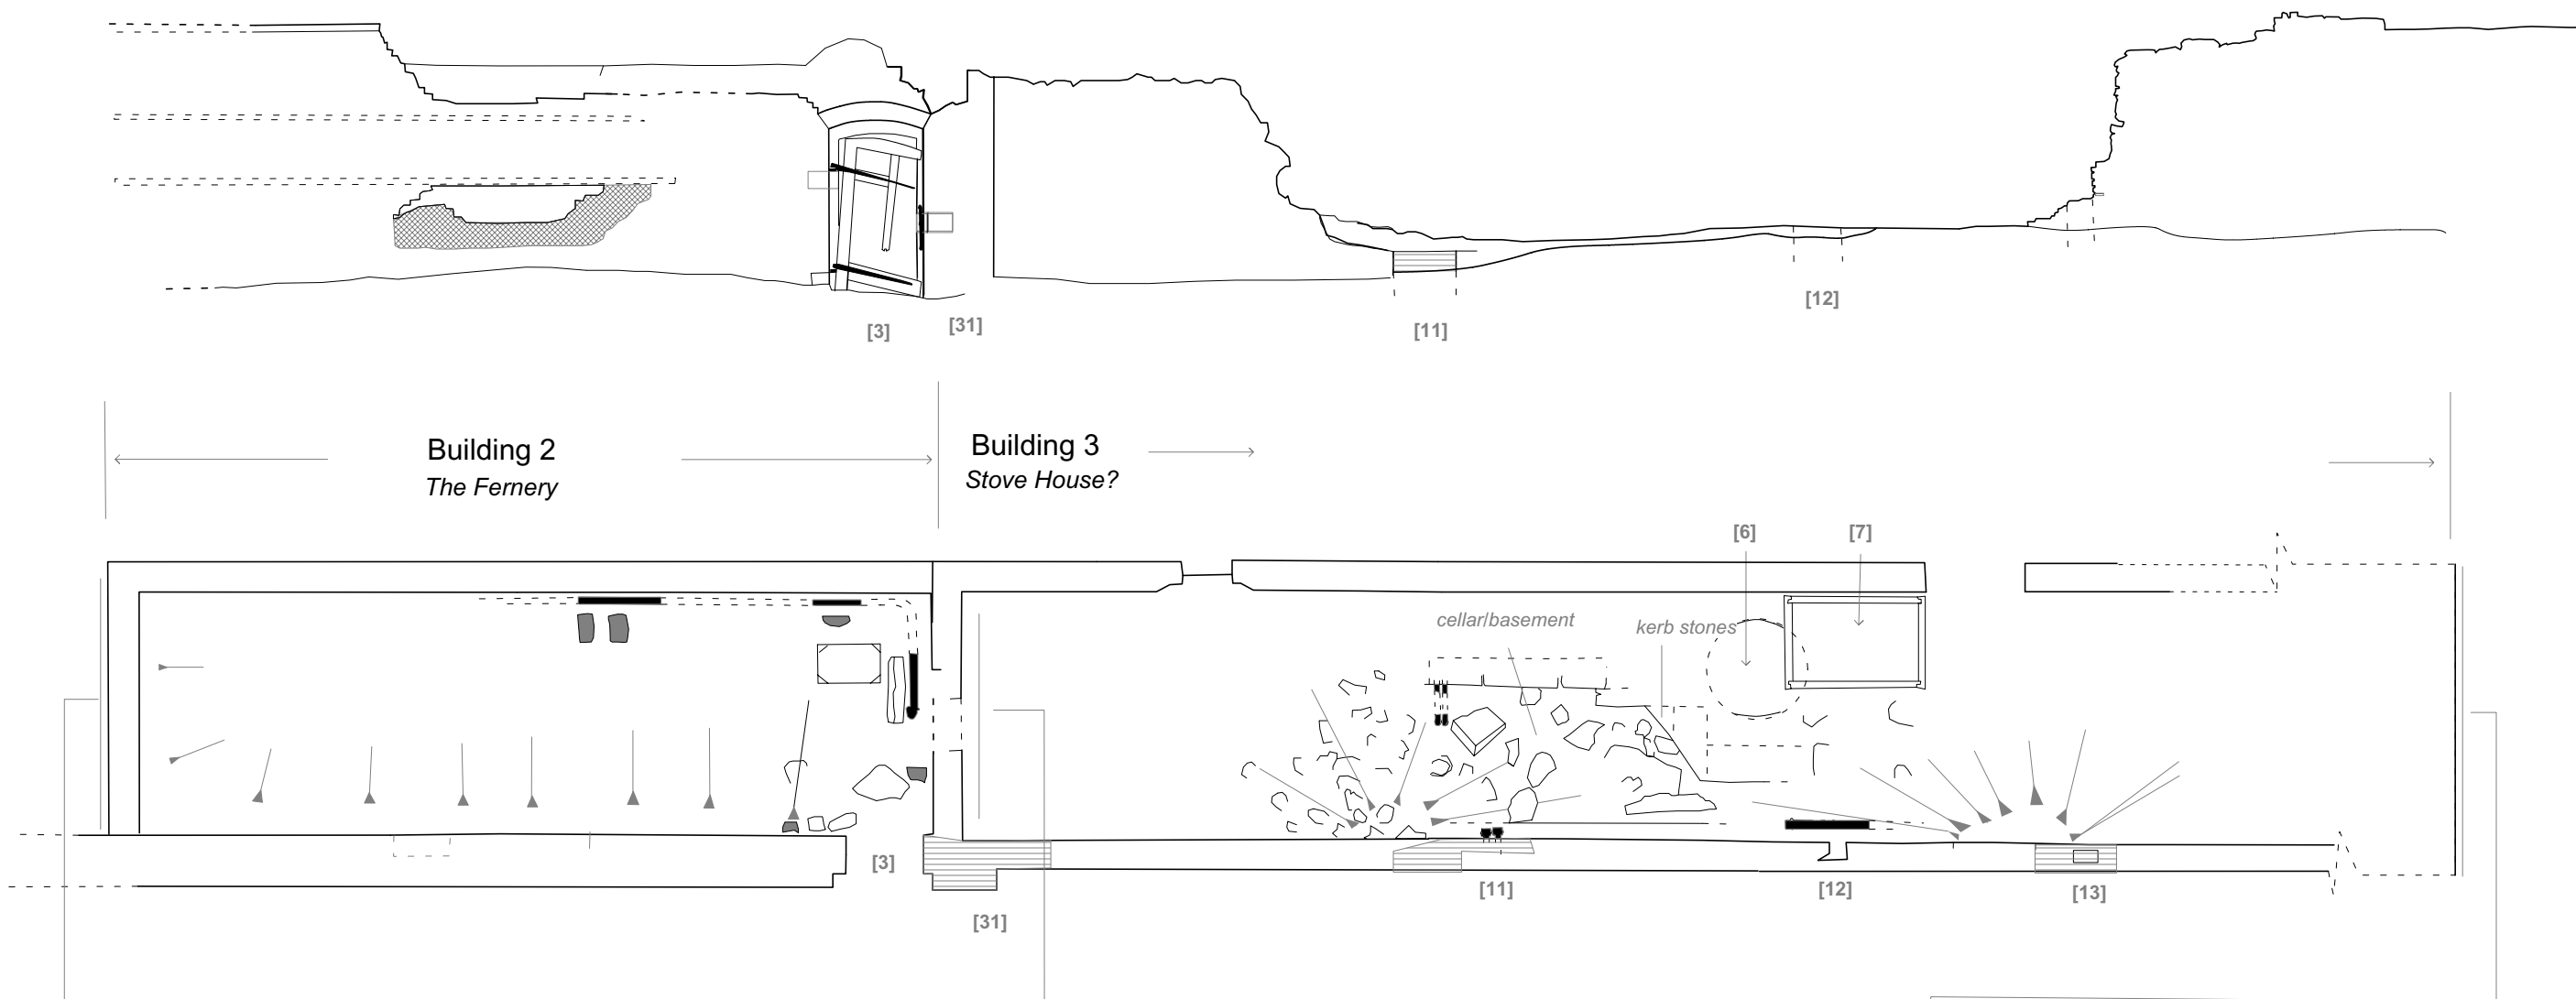 [3]
[31]
[11]
[12]
Building 2
The Fernery
Building 3
Stove House?
[6]
[7]
cellar/basement
kerb stones
[3]
[31]
[11]
[12]
[13]